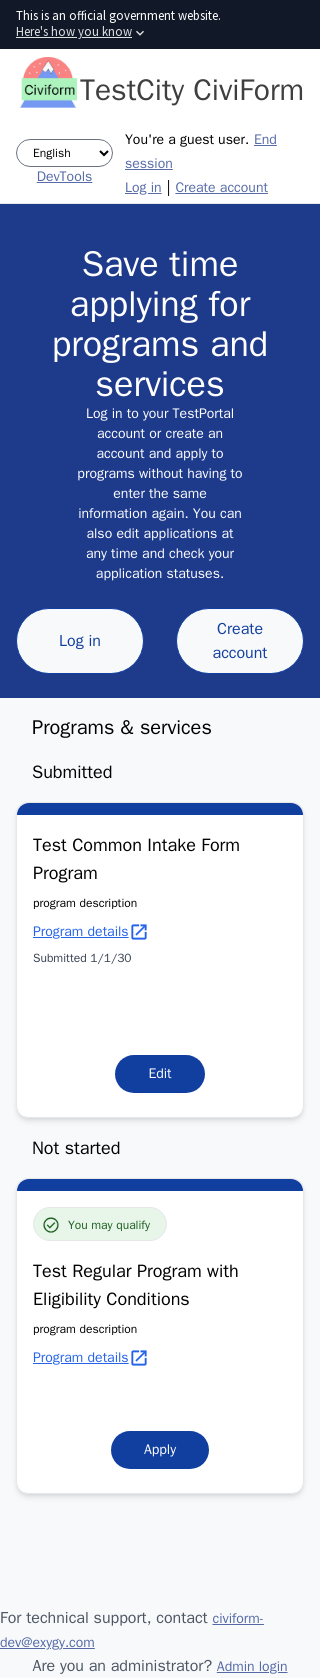 This is an official government website.
Here's how you know
Civiform
TestCity CiviForm
English
DevTools
You're a guest user. End
session
Log in | Create account
Save time
applying for
programs and
services
Log in to your TestPortal
account or create an
account and apply to
programs without having to
enter the same
information again. You can
also edit applications at
any time and check your
application statuses.
Log in
Create
account
Programs & services
Submitted
Test Common Intake Form
Program
program description
Program details
Submitted 1/1/30
Edit
Not started
You may qualify
Test Regular Program with
Eligibility Conditions
program description
Program details
Apply
For technical support, contact civiform-
dev@exygy.com
Are you an administrator? Admin login